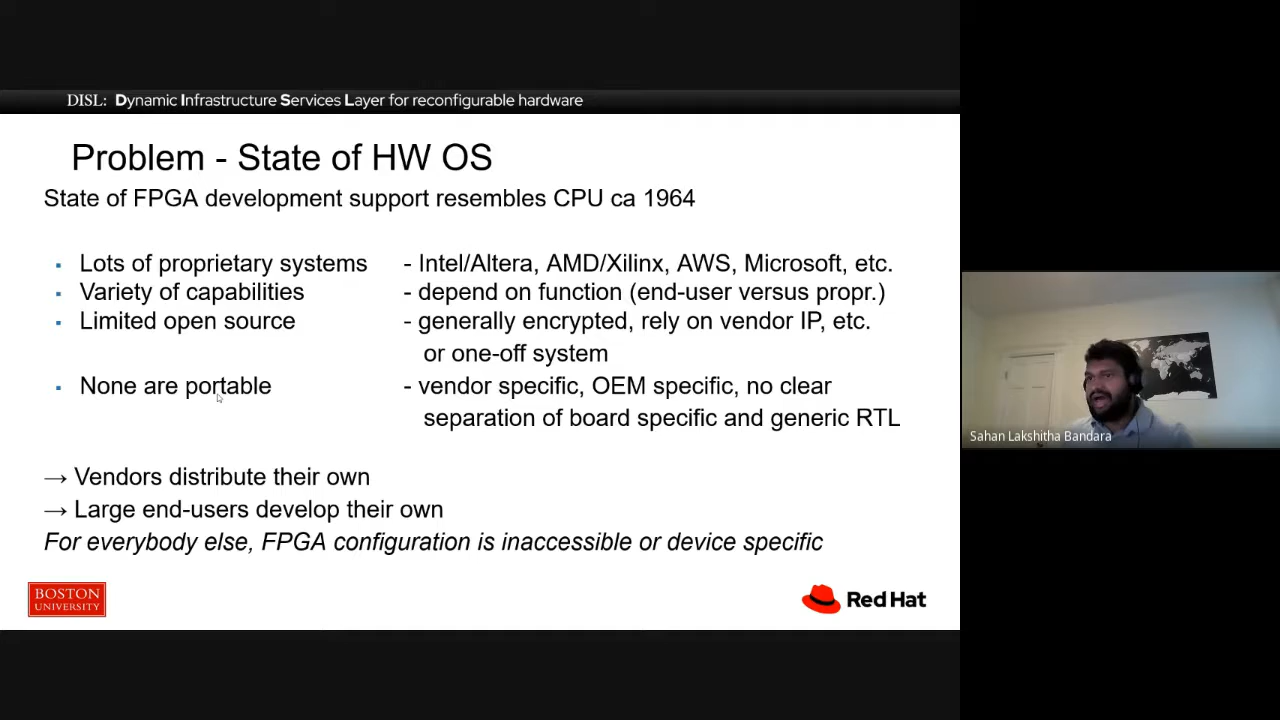 DISL: Dynamic Infrastructure Services Layer for reconfigurable hardware
Problem - State of HW OS
State of FPGA development support resembles CPU ca 1964
▪ Lots of proprietary systems - Intel/Altera, AMD/Xilinx, AWS, Microsoft, etc.
▪ Variety of capabilities - depend on function (end-user versus propr.)
▪ Limited open source - generally encrypted, rely on vendor IP, etc.
or one-off system
▪ None are portable - vendor specific, OEM specific, no clear
separation of board specific and generic RTL
→ Vendors distribute their own
→ Large end-users develop their own
For everybody else, FPGA configuration is inaccessible or device specific
BOSTON
UNIVERSITY
Red Hat
Sahan Lakshitha Bandara